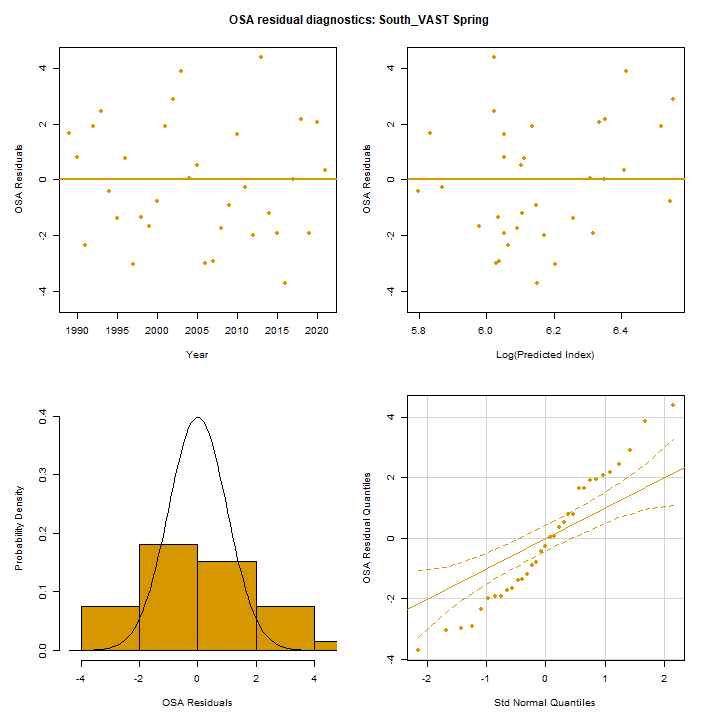 OSA residual diagnostics: South_VAST Spring
OSA Residuals
4
2
0
-2
-4
1990 1995 2000 2005 2010 2015 2020
Year
OSA Residuals
4
2
0
-2
-4
5.8 6.0 6.2 6.4
Log(Predicted Index)
Probability Density
0.4
0.3
0.2
0.1
0.0
-4 -2 0 2 4
OSA Residuals
OSA Residual Quantiles
4
2
0
-2
-4
-2 -1 0 1 2
Std Normal Quantiles